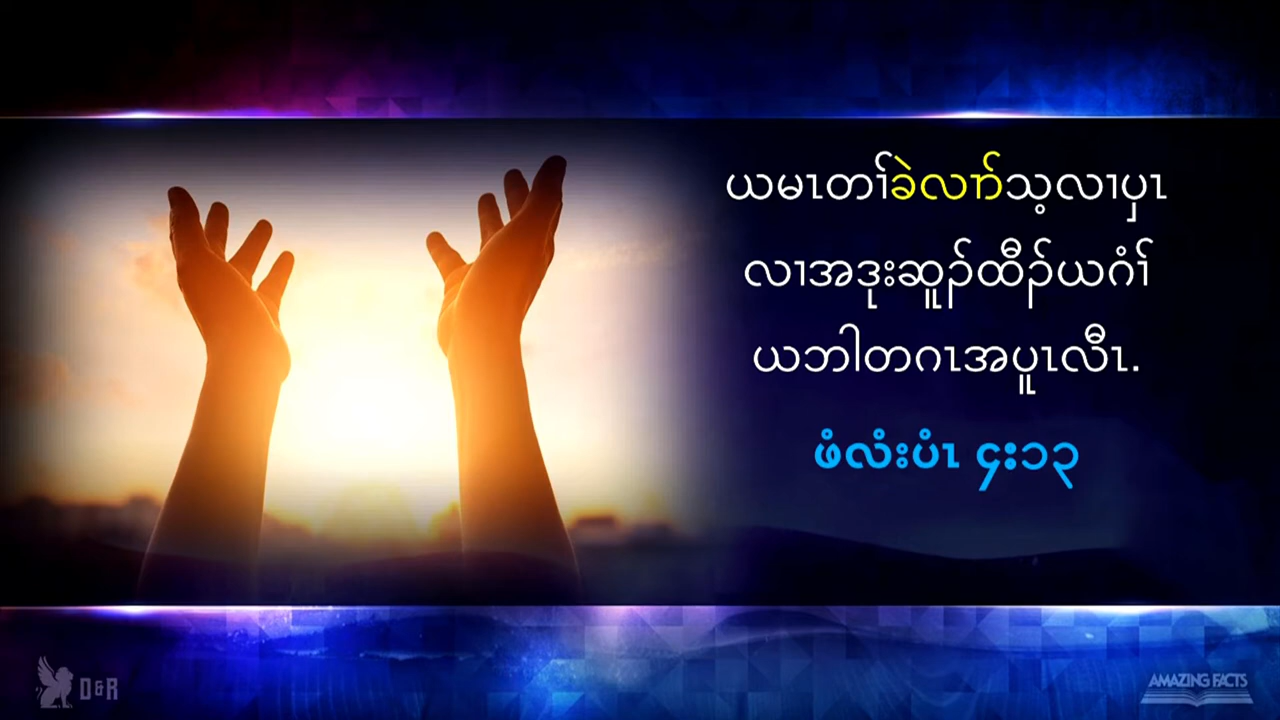 ယမၤတၢ်ခဲလၢာ်သ့လၢပှၤ
လၢအဒုးဆူၣ်ထီၣ်ယဂံၢ်
ယဘါတဂၤအပူၤလီၤ.
ဖံလံးပံၤ ၄း၁၃
D&R
AMAZING FACTS